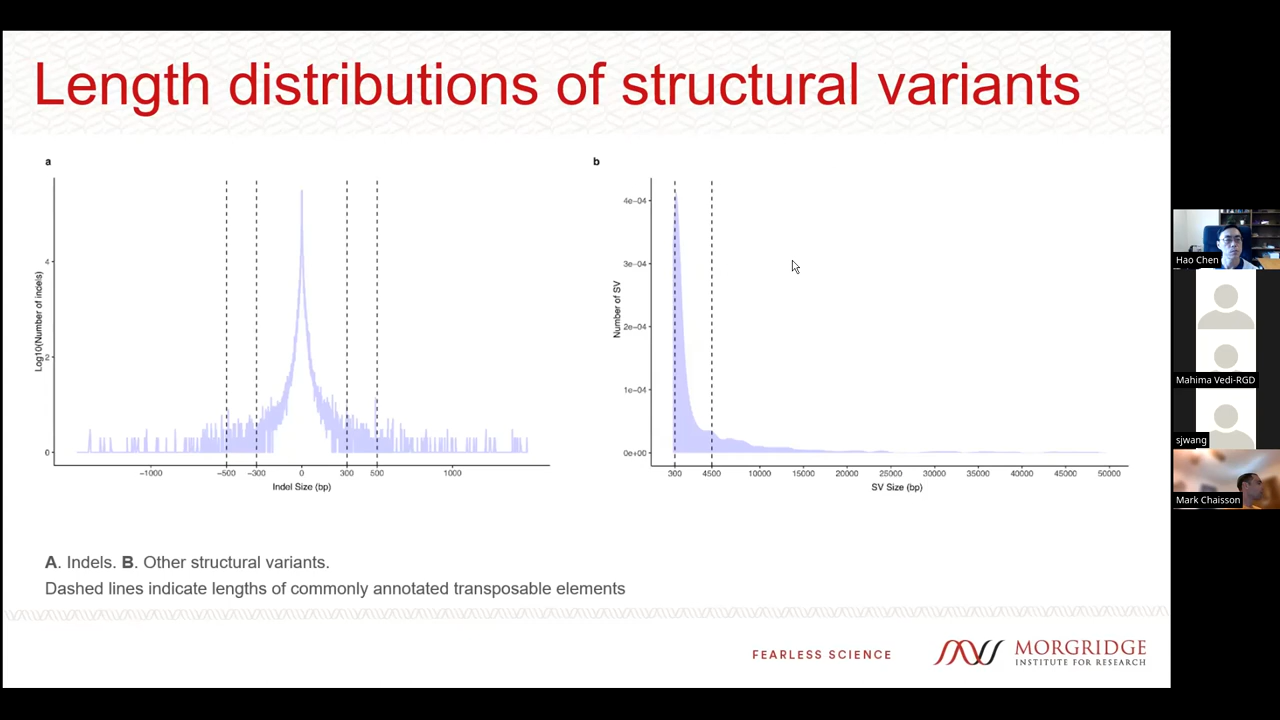 Length distributions of structural variants
a
b
Log10(Number of indels)
4
2
0
−1000
−500
−300
0
300
500
1000
Indel Size (bp)
Number of SV
4e−04
3e−04
2e−04
1e−04
0e+00
300
4500
10000
15000
20000
25000
30000
35000
40000
45000
50000
SV Size (bp)
A. Indels. B. Other structural variants.
Dashed lines indicate lengths of commonly annotated transposable elements
FEARLESS SCIENCE
MORGRIDGE
INSTITUTE FOR RESEARCH
Hao Chen
Mahima Vedi-RGD
sjwang
Mark Chaisson